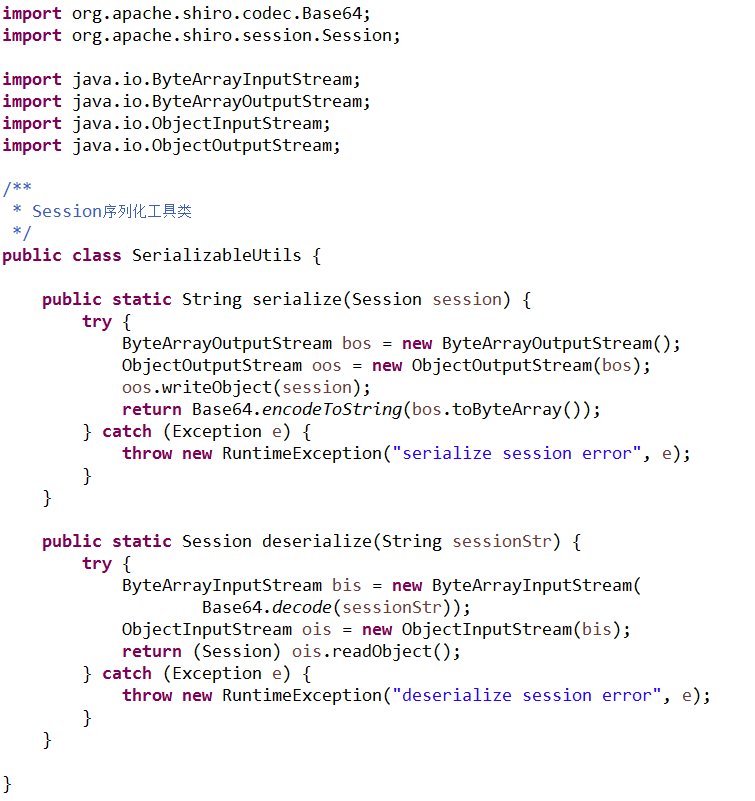 import org.apache.shiro.codec.Base64;
import org.apache.shiro.session.Session;

import java.io.ByteArrayInputStream;
import java.io.ByteArrayOutputStream;
import java.io.ObjectInputStream;
import java.io.ObjectOutputStream;

/**
 * Session序列化工具类
 */
public class SerializableUtils {

    public static String serialize(Session session) {
        try {
            ByteArrayOutputStream bos = new ByteArrayOutputStream();
            ObjectOutputStream oos = new ObjectOutputStream(bos);
            oos.writeObject(session);
            return Base64.encodeToString(bos.toByteArray());
        } catch (Exception e) {
            throw new RuntimeException("serialize session error", e);
        }
    }

    public static Session deserialize(String sessionStr) {
        try {
            ByteArrayInputStream bis = new ByteArrayInputStream(
                    Base64.decode(sessionStr));
            ObjectInputStream ois = new ObjectInputStream(bis);
            return (Session) ois.readObject();
        } catch (Exception e) {
            throw new RuntimeException("deserialize session error", e);
        }
    }

}